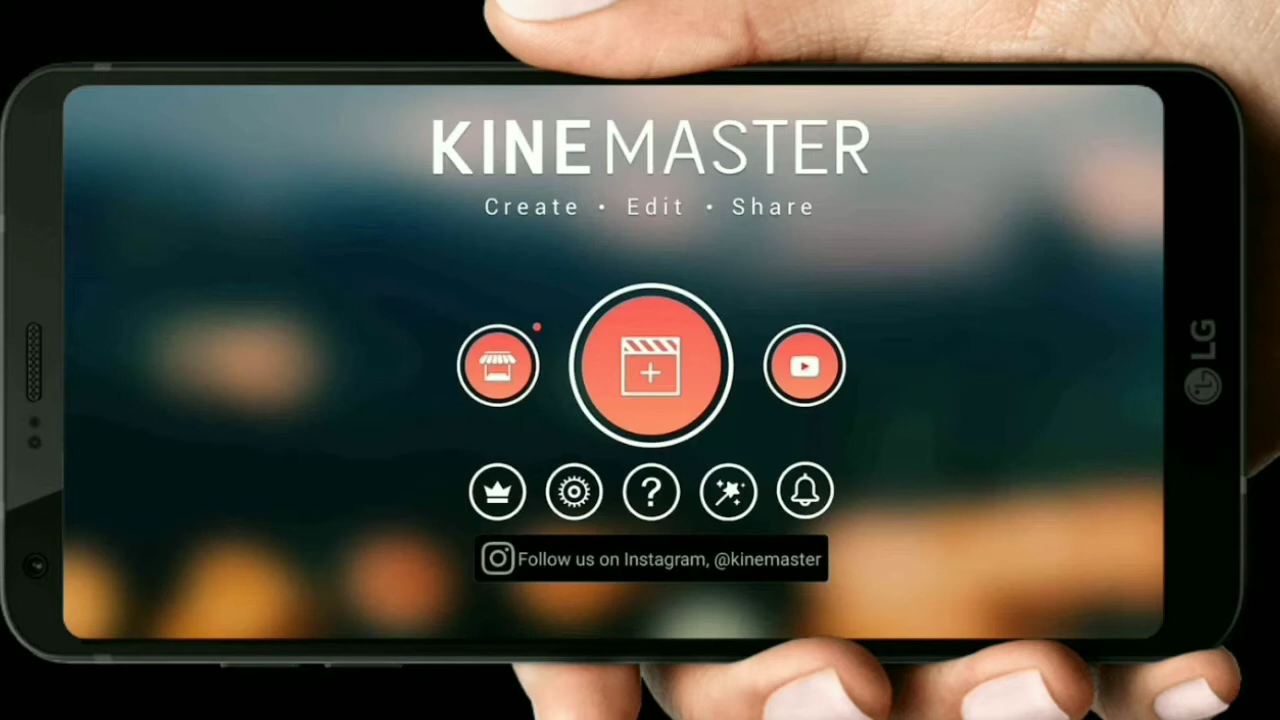 KINEMASTER
Create • Edit • Share
Follow us on Instagram, @kinemaster
LG